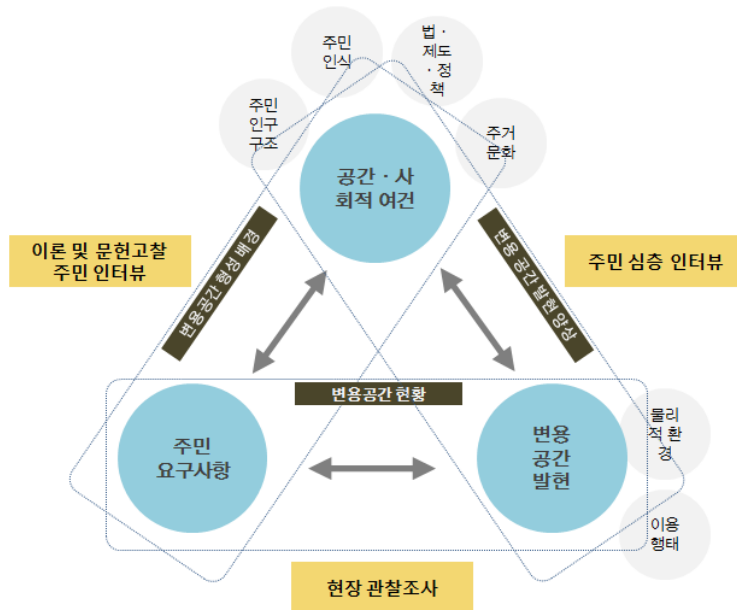 주민
인식
법 ·
제도
· 정
책
주민
인구
구조
주거
문화
공간 · 사
회적 여건
이론 및 문헌고찰
주민 인터뷰
변용공간 형성 배경
변용 공간 발현 양상
주민 심층 인터뷰
변용공간 현황
주민
요구사항
변용
공간
발현
물리
적 환
경
이용
행태
현장 관찰조사